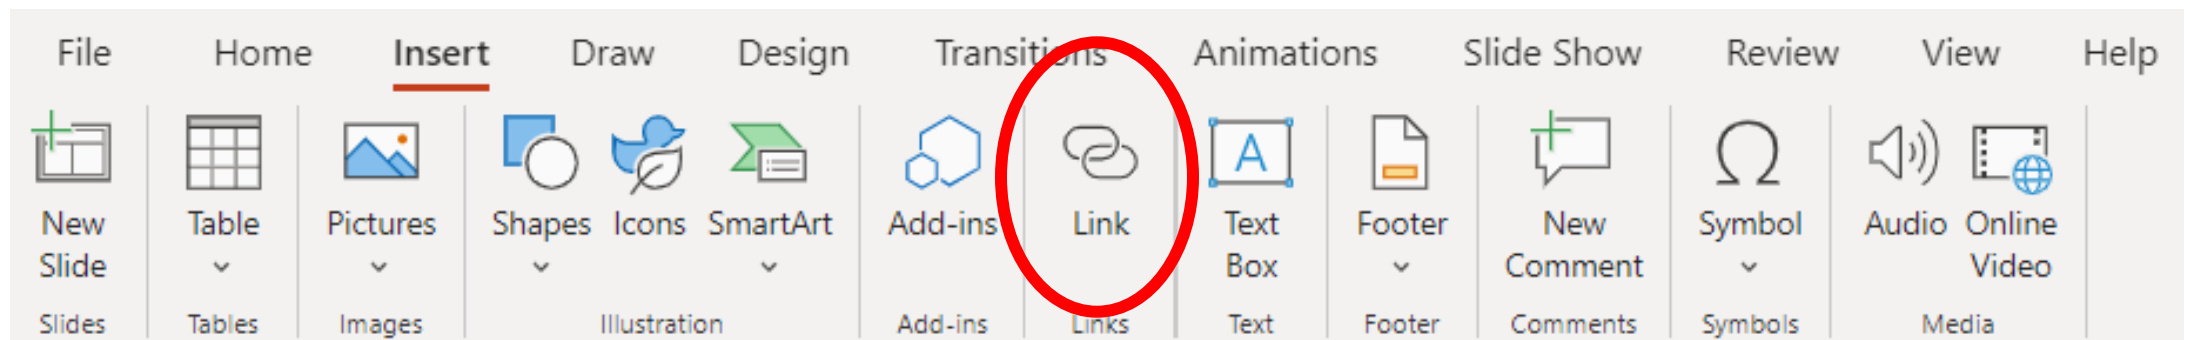 File Home Insert Draw Design Transitions Animations Slide Show Review View Help
New Slide
Table
Pictures
Shapes
Icons
SmartArt
Add-ins
Link
Text Box
A
Footer
New Comment
Symbol
Audio
Online Video
Slides Tables Images Illustration Add-ins Links Text Footer Comments Symbols Media